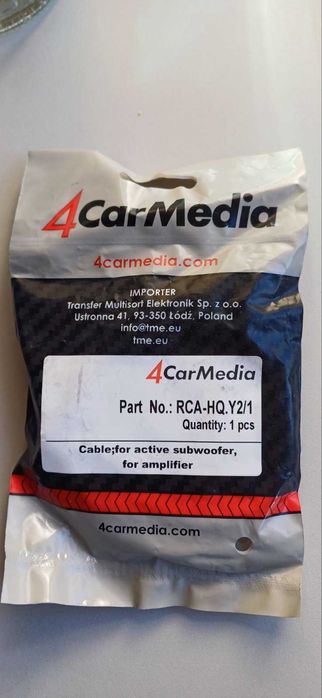 4CarMedia
4carmedia.com
IMPORTER
Transfer Multisort Elektronik Sp. z o.o.
Ustronna 41, 93-350 Łódź, Poland
info@tme.eu
tme.eu
4CarMedia
Part No.: RCA-HQ.Y2/1
Quantity: 1 pcs
Cable;for active subwoofer,
for amplifier
4carmedia.com